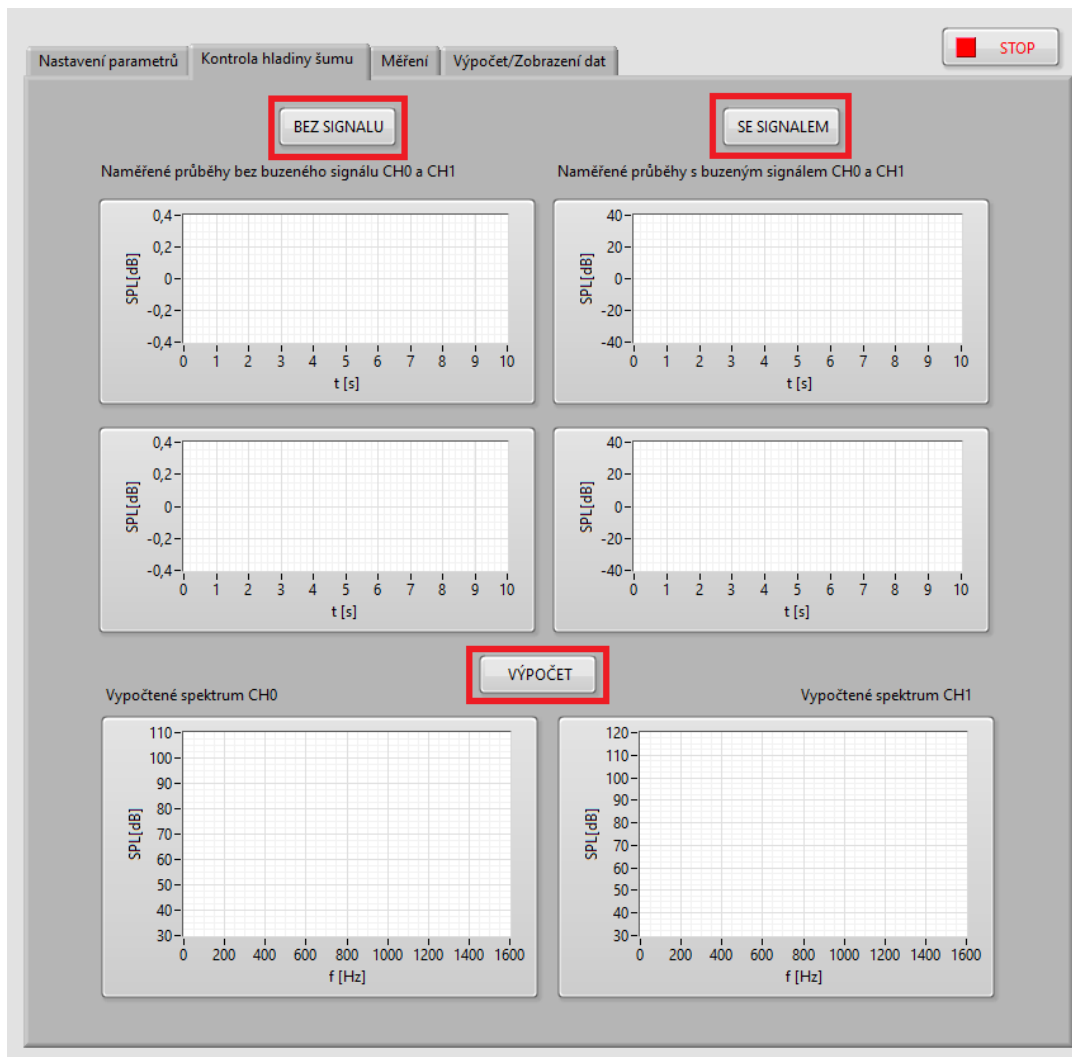 STOP
Nastavení parametrů
Kontrola hladiny šumu
Měření
Výpočet/Zobrazení dat
BEZ SIGNALU
SE SIGNALEM
Naměřené průběhy bez buzeného signálu CH0 a CH1
Naměřené průběhy s buzeným signálem CH0 a CH1
SPL[dB]
0,4
0,2
0
-0,2
-0,4
0 1 2 3 4 5 6 7 8 9 10
t [s]
SPL[dB]
40
20
0
-20
-40
0 1 2 3 4 5 6 7 8 9 10
t [s]
SPL[dB]
0,4
0,2
0
-0,2
-0,4
0 1 2 3 4 5 6 7 8 9 10
t [s]
SPL[dB]
40
20
0
-20
-40
0 1 2 3 4 5 6 7 8 9 10
t [s]
VÝPOČET
Vypočtené spektrum CH0
Vypočtené spektrum CH1
SPL[dB]
110
100
90
80
70
60
50
40
30
0 200 400 600 800 1000 1200 1400 1600
f [Hz]
SPL[dB]
120
110
100
90
80
70
60
50
40
30
0 200 400 600 800 1000 1200 1400 1600
f [Hz]